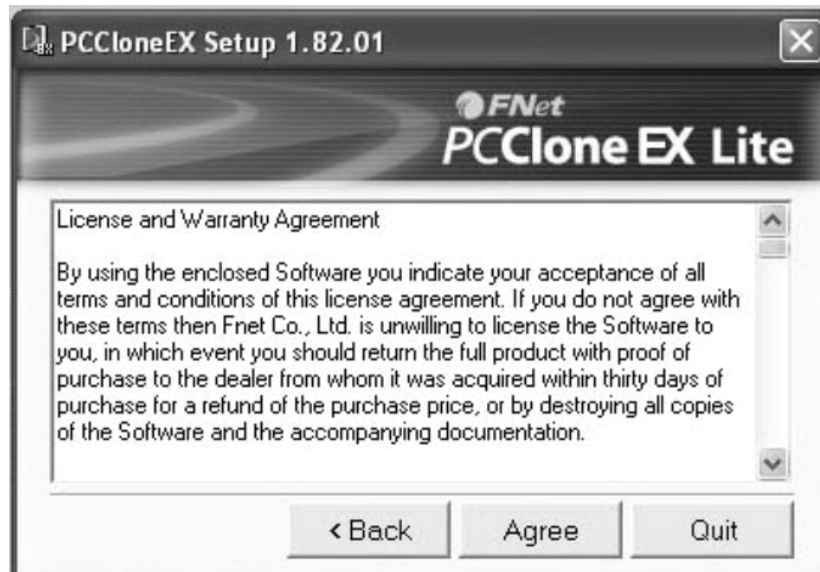 PCCloneEX Setup 1.82.01
FNet
PCClone EX Lite
License and Warranty Agreement
By using the enclosed Software you indicate your acceptance of all
terms and conditions of this license agreement. If you do not agree with
these terms then Fnet Co., Ltd. is unwilling to license the Software to
you, in which event you should return the full product with proof of
purchase to the dealer from whom it was acquired within thirty days of
purchase for a refund of the purchase price, or by destroying all copies
of the Software and the accompanying documentation.
< Back
Agree
Quit